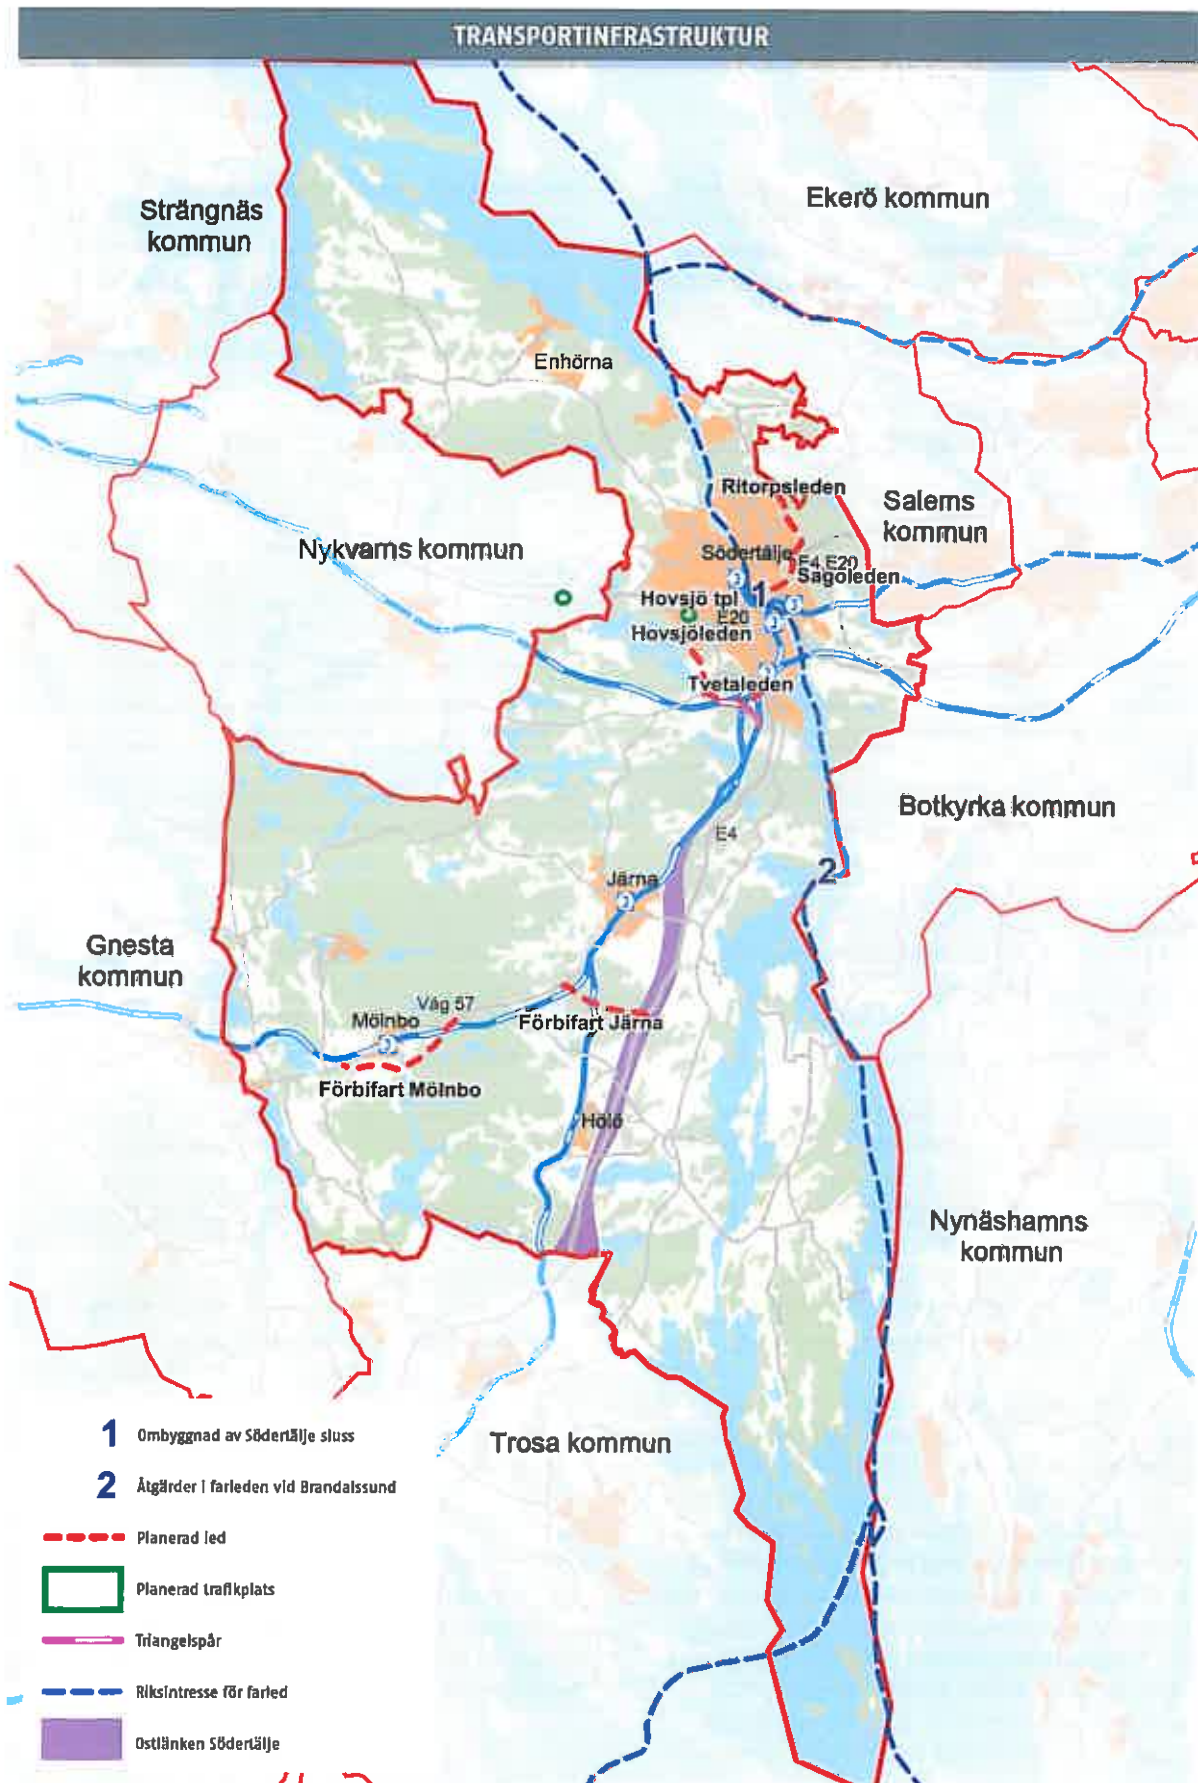 TRANSPORTINFRASTRUKTUR
Ekerö kommun
Strängnäs
kommun
Enhörna
Ritorpsleden
Salems
kommun
Nykvarns kommun
Södertälje
E4 E20
Sagoleden
Hovsjö tpl
1
E20
Hovsjöleden
Tvetaleden
Botkyrka kommun
E4
2
Järna
Gnesta
kommun
Väg 57
Mölnbo
Förbifart Järna
Förbifart Mölnbo
Hölö
Nynäshamns
kommun
Trosa kommun
1 Ombyggnad av Södertälje sluss
2 Åtgärder i farleden vid Brandalssund
Planerad led
Planerad trafikplats
Triangelspår
Riksintresse för farled
Ostlänken Södertälje